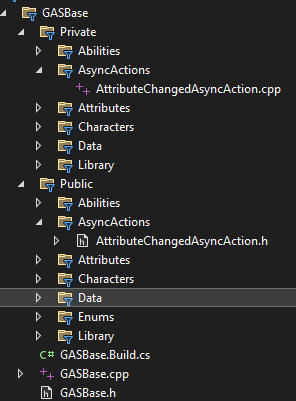 GASBase
Private
Abilities
AsyncActions
AttributeChangedAsyncAction.cpp
Attributes
Characters
Data
Library
Public
Abilities
AsyncActions
AttributeChangedAsyncAction.h
Attributes
Characters
Data
Enums
Library
C# GASBase.Build.cs
GASBase.cpp
GASBase.h